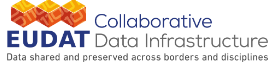 Collaborative
EUDAT Data Infrastructure
Data shared and preserved across borders and disciplines